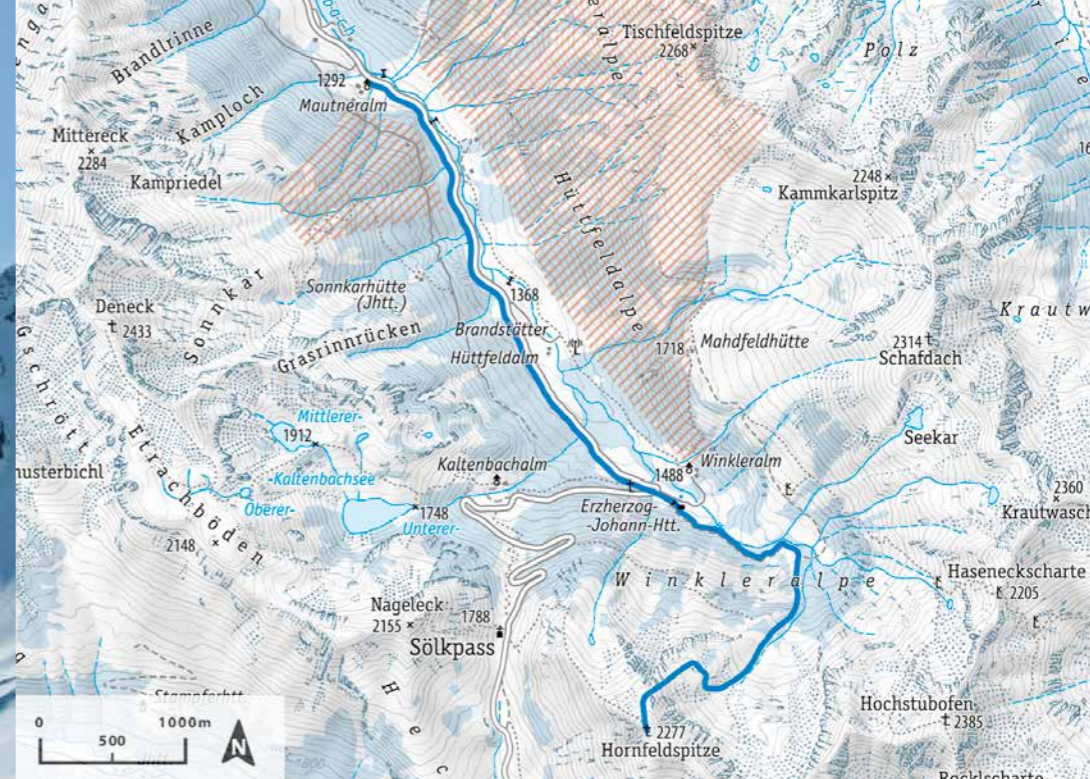 Brandlrinne
Tischfeldspitze
2268
Polz
1292
Mautneralm
Kamploch
Mittereck
2284
Kampriedel
2248
Kammkarlspitz
Hüttfeldalpe
Sonnkarhütte
(Jhtt.)
1368
Deneck
2433
Sonnkar
Grasrinnrücken
Brandstätter
Hüttfeldalm
1718
Mahdfeldhütte
2314
Schafdach
Gschrött
Etrachböden
Mittlerer-
1912
-Kaltenbachsee
Oberer-
1748
Unterer-
Kaltenbachalm
1488
Winkleralm
Seekar
2360
Erzherzog-
-Johann-Htt.
2148
Winkleralpe
Haseneckscharte
2205
Nageleck
2155
1788
Sölkpass
Stampferhtt.
Hochstubofen
2385
2277
Hornfeldspitze
0
500
1000m
N